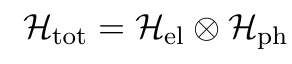 ℋ_tot = ℋ_el ⊗ ℋ_ph